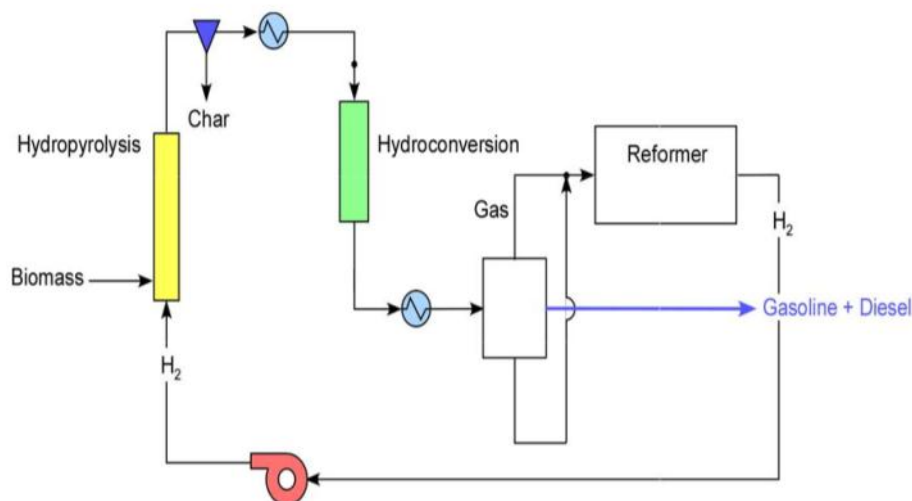 Char
Hydropyrolysis
Hydroconversion
Reformer
Gas
H₂
Biomass
Gasoline + Diesel
H₂